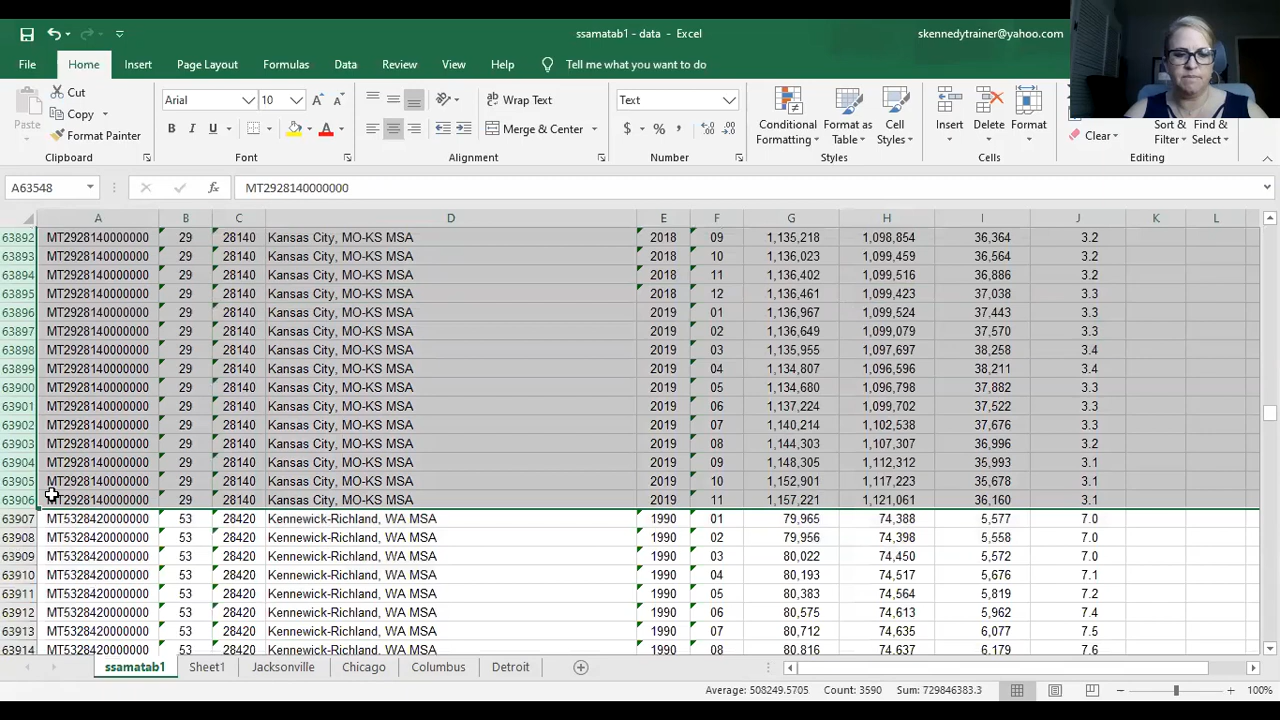 ssamatab1 - data - Excel
skennedytrainer@yahoo.com
File Home Insert Page Layout Formulas Data Review View Help Tell me what you want to do
Paste Cut Copy Format Painter Clipboard
Arial 10 B I U A A A Font
Wrap Text Merge & Center Alignment
Text $ % , Number
Conditional Formatting Format as Table Cell Styles Styles
Insert Delete Format Cells
Clear Sort & Filter Find & Select Editing
A63548 fx MT2928140000000
A B C D E F G H I J K L
63892 MT2928140000000 29 28140 Kansas City, MO-KS MSA 2018 09 1,135,218 1,098,854 36,364 3.2
63893 MT2928140000000 29 28140 Kansas City, MO-KS MSA 2018 10 1,136,023 1,099,459 36,564 3.2
63894 MT2928140000000 29 28140 Kansas City, MO-KS MSA 2018 11 1,136,402 1,099,516 36,886 3.2
63895 MT2928140000000 29 28140 Kansas City, MO-KS MSA 2018 12 1,136,461 1,099,423 37,038 3.3
63896 MT2928140000000 29 28140 Kansas City, MO-KS MSA 2019 01 1,136,967 1,099,524 37,443 3.3
63897 MT2928140000000 29 28140 Kansas City, MO-KS MSA 2019 02 1,136,649 1,099,079 37,570 3.3
63898 MT2928140000000 29 28140 Kansas City, MO-KS MSA 2019 03 1,135,955 1,097,697 38,258 3.4
63899 MT2928140000000 29 28140 Kansas City, MO-KS MSA 2019 04 1,134,807 1,096,596 38,211 3.4
63900 MT2928140000000 29 28140 Kansas City, MO-KS MSA 2019 05 1,134,680 1,096,798 37,882 3.3
63901 MT2928140000000 29 28140 Kansas City, MO-KS MSA 2019 06 1,137,224 1,099,702 37,522 3.3
63902 MT2928140000000 29 28140 Kansas City, MO-KS MSA 2019 07 1,140,214 1,102,538 37,676 3.3
63903 MT2928140000000 29 28140 Kansas City, MO-KS MSA 2019 08 1,144,303 1,107,307 36,996 3.2
63904 MT2928140000000 29 28140 Kansas City, MO-KS MSA 2019 09 1,148,305 1,112,312 35,993 3.1
63905 MT2928140000000 29 28140 Kansas City, MO-KS MSA 2019 10 1,152,901 1,117,223 35,678 3.1
63906 MT2928140000000 29 28140 Kansas City, MO-KS MSA 2019 11 1,157,221 1,121,061 36,160 3.1
63907 MT5328420000000 53 28420 Kennewick-Richland, WA MSA 1990 01 79,965 74,388 5,577 7.0
63908 MT5328420000000 53 28420 Kennewick-Richland, WA MSA 1990 02 79,956 74,398 5,558 7.0
63909 MT5328420000000 53 28420 Kennewick-Richland, WA MSA 1990 03 80,022 74,450 5,572 7.0
63910 MT5328420000000 53 28420 Kennewick-Richland, WA MSA 1990 04 80,193 74,517 5,676 7.1
63911 MT5328420000000 53 28420 Kennewick-Richland, WA MSA 1990 05 80,383 74,564 5,819 7.2
63912 MT5328420000000 53 28420 Kennewick-Richland, WA MSA 1990 06 80,575 74,613 5,962 7.4
63913 MT5328420000000 53 28420 Kennewick-Richland, WA MSA 1990 07 80,712 74,635 6,077 7.5
63914 MT5328420000000 53 28420 Kennewick-Richland, WA MSA 1990 08 80,816 74,637 6,179 7.6
ssamatab1 Sheet1 Jacksonville Chicago Columbus Detroit
Average: 508249.5705 Count: 3590 Sum: 729846383.3 100%